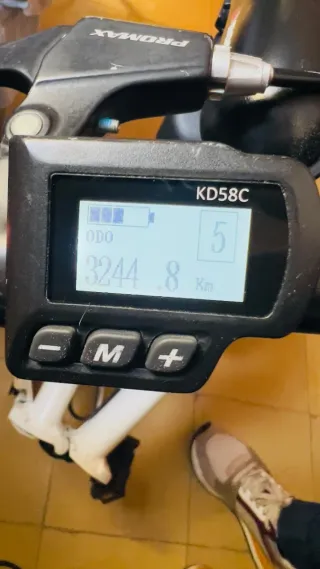 PROMAX
KD58C
ODO
5
3244.8 Km
− M +